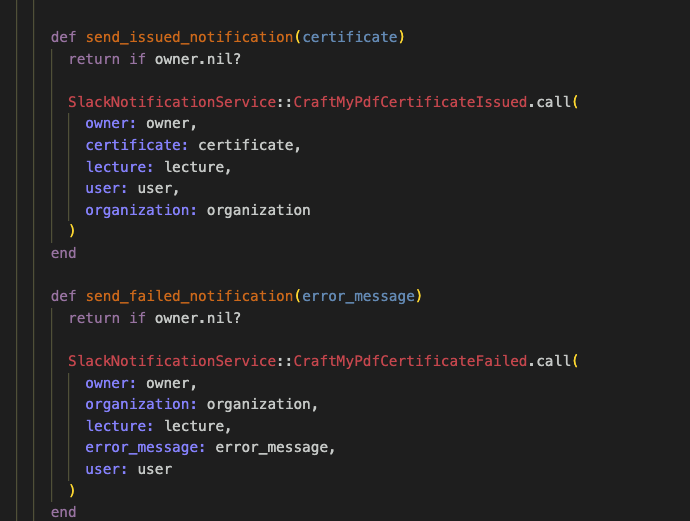 def send_issued_notification(certificate)
return if owner.nil?
SlackNotificationService::CraftMyPdfCertificateIssued.call(
owner: owner,
certificate: certificate,
lecture: lecture,
user: user,
organization: organization
)
end
def send_failed_notification(error_message)
return if owner.nil?
SlackNotificationService::CraftMyPdfCertificateFailed.call(
owner: owner,
organization: organization,
lecture: lecture,
error_message: error_message,
user: user
)
end